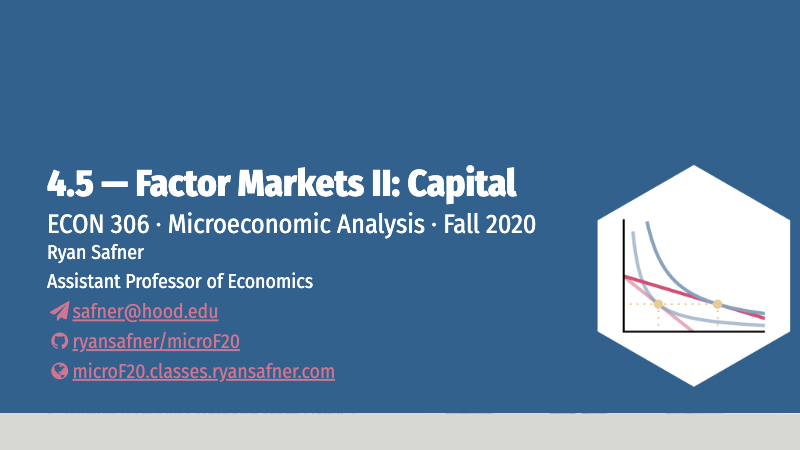 4.5 — Factor Markets II: Capital
ECON 306 · Microeconomic Analysis · Fall 2020
Ryan Safner
Assistant Professor of Economics
safner@hood.edu
ryansafner/microF20
microF20.classes.ryansafner.com